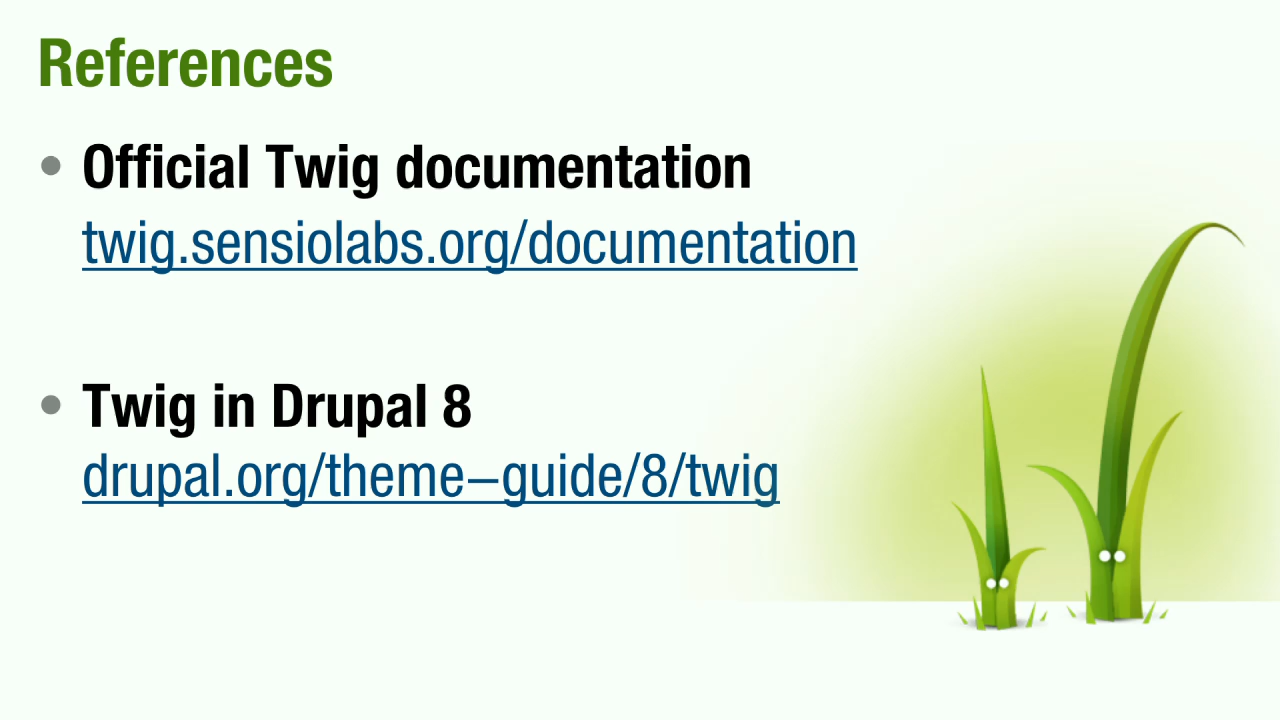 References
• Official Twig documentation
twig.sensiolabs.org/documentation
• Twig in Drupal 8
drupal.org/theme–guide/8/twig